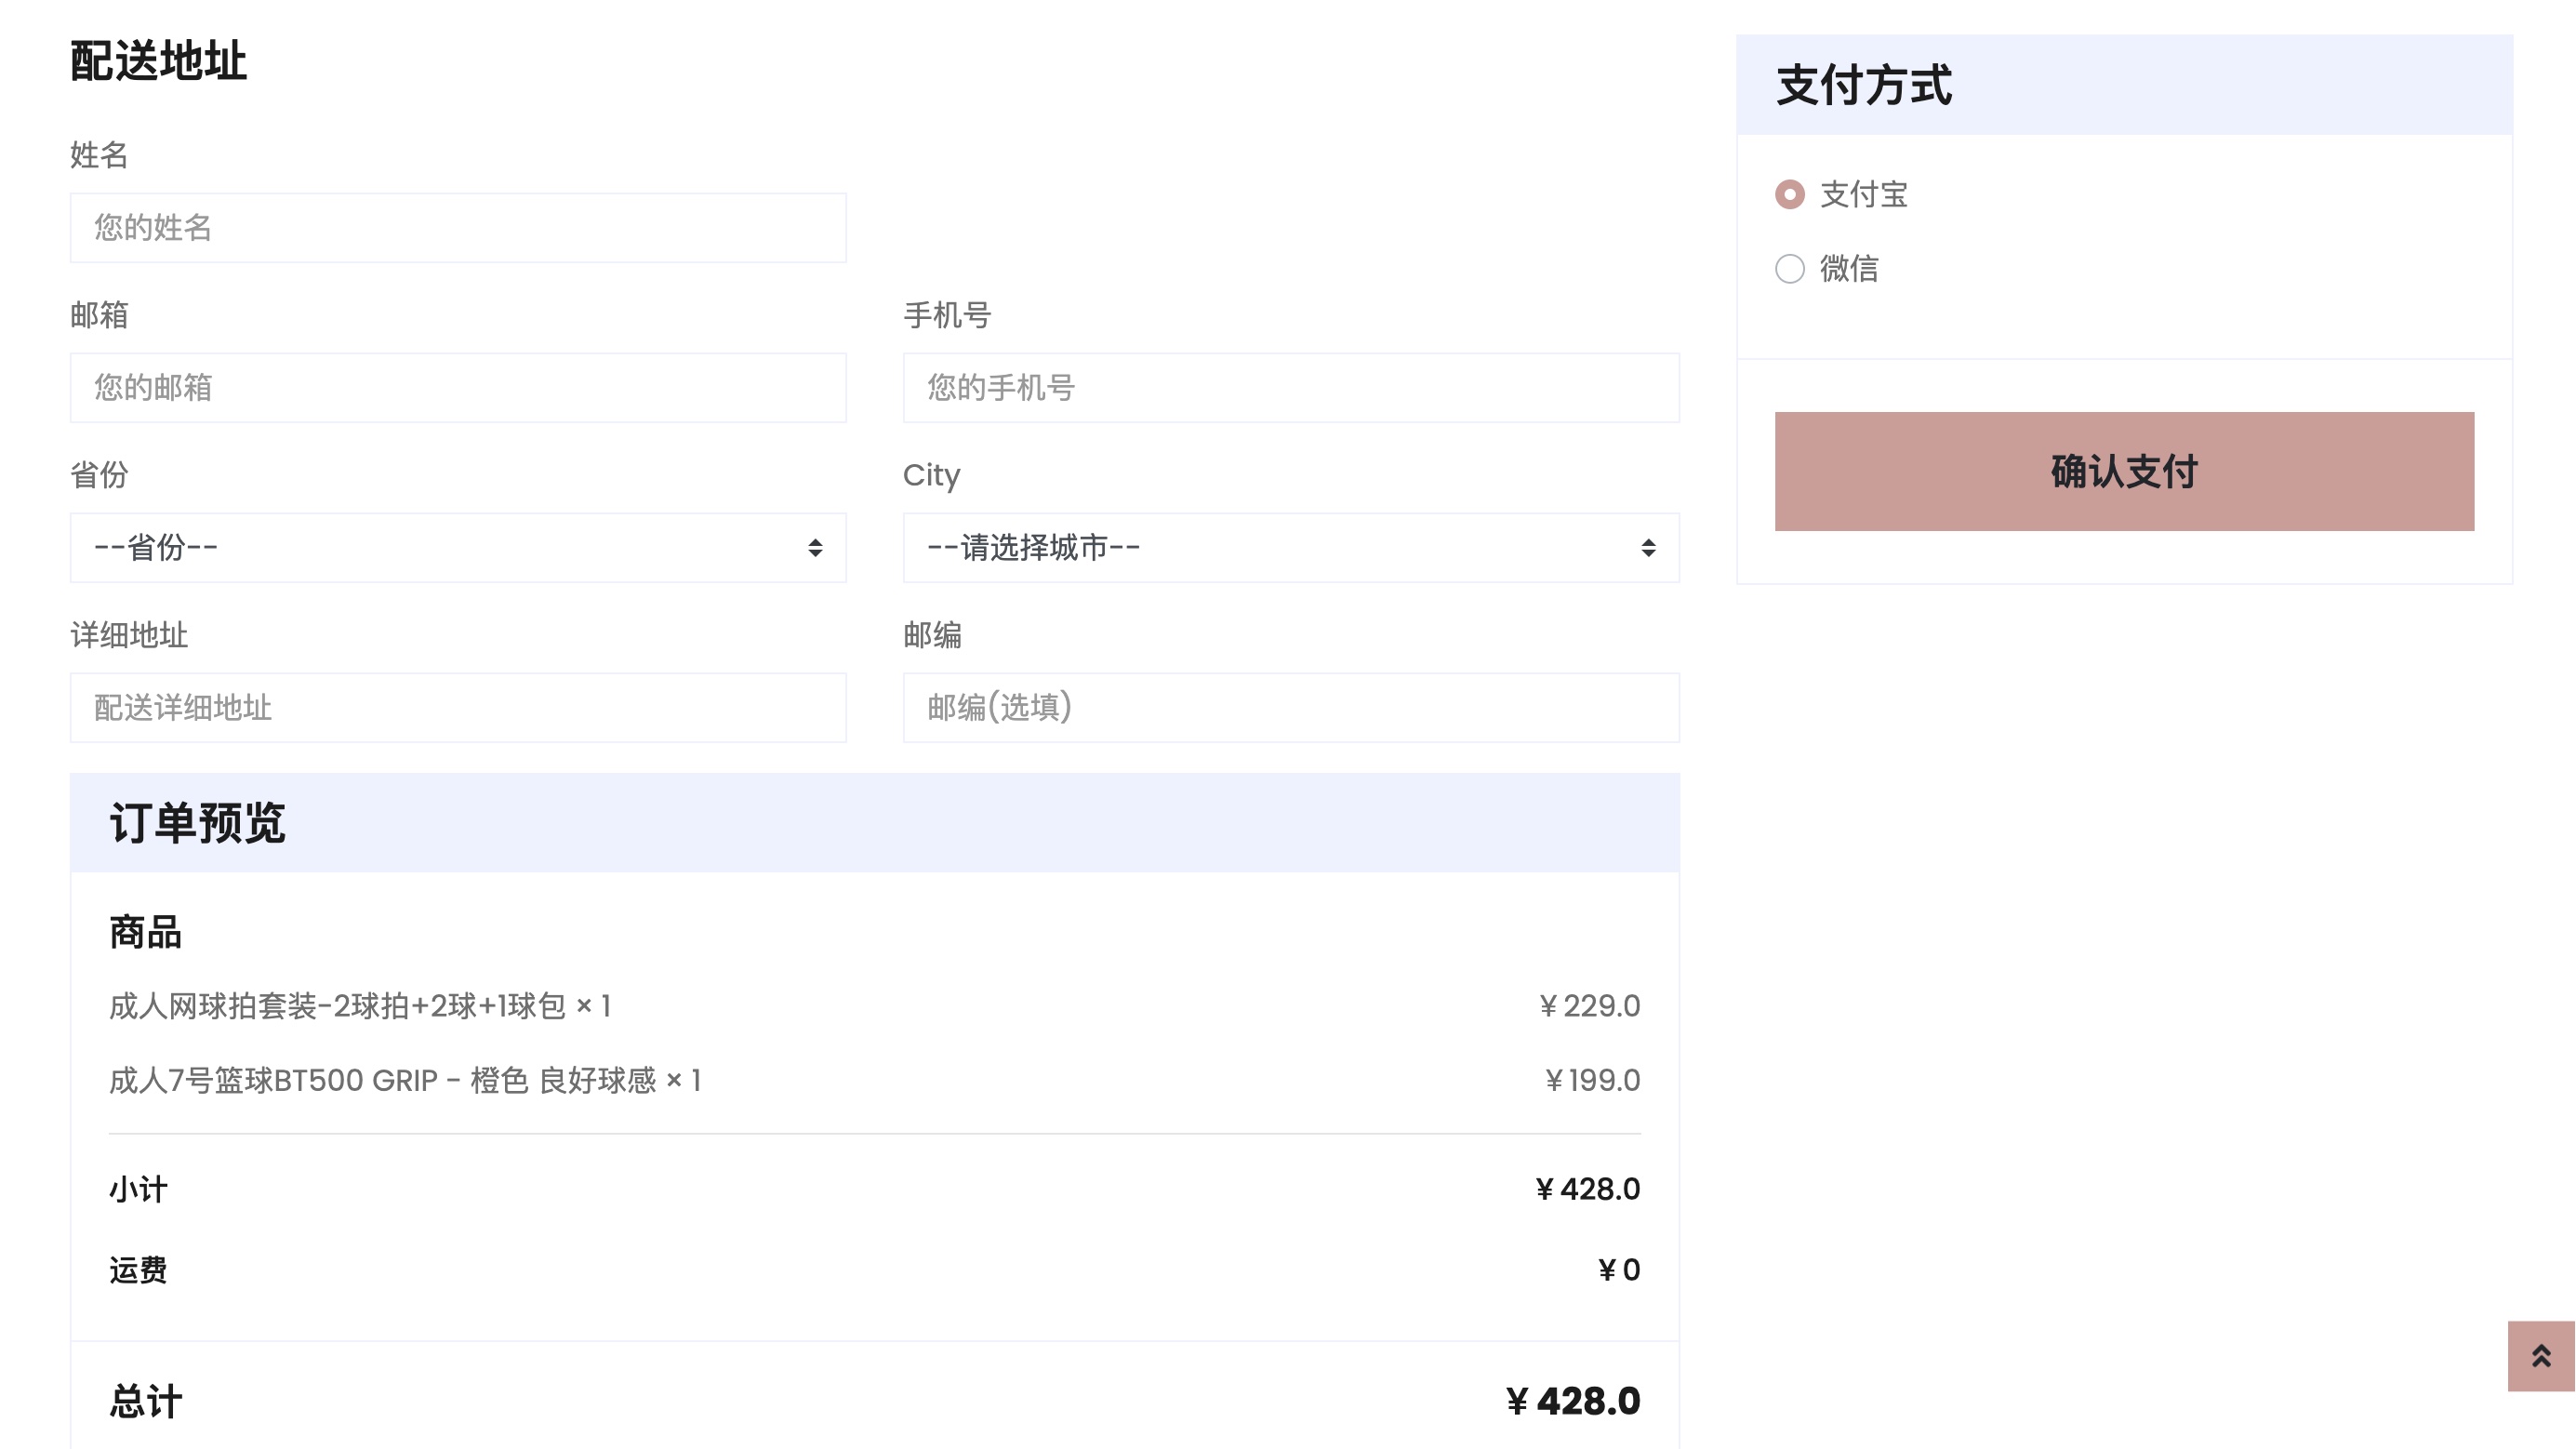 配送地址
姓名
您的姓名
邮箱
手机号
您的邮箱
您的手机号
省份
City
--省份--
--请选择城市--
详细地址
邮编
配送详细地址
邮编(选填)
订单预览
商品
成人网球拍套装-2球拍+2球+1球包 × 1
¥ 229.0
成人7号篮球BT500 GRIP - 橙色 良好球感 × 1
¥ 199.0
小计
¥ 428.0
运费
¥ 0
总计
¥ 428.0
支付方式
支付宝
微信
确认支付